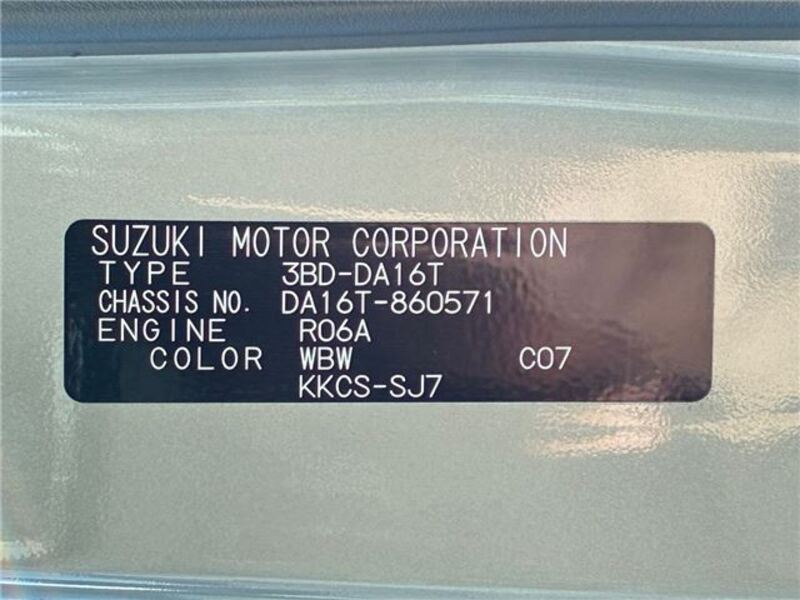 SUZUKI MOTOR CORPORATION
TYPE 3BD-DA16T
CHASSIS NO. DA16T-860571
ENGINE R06A
COLOR WBW C07
KKCS-SJ7